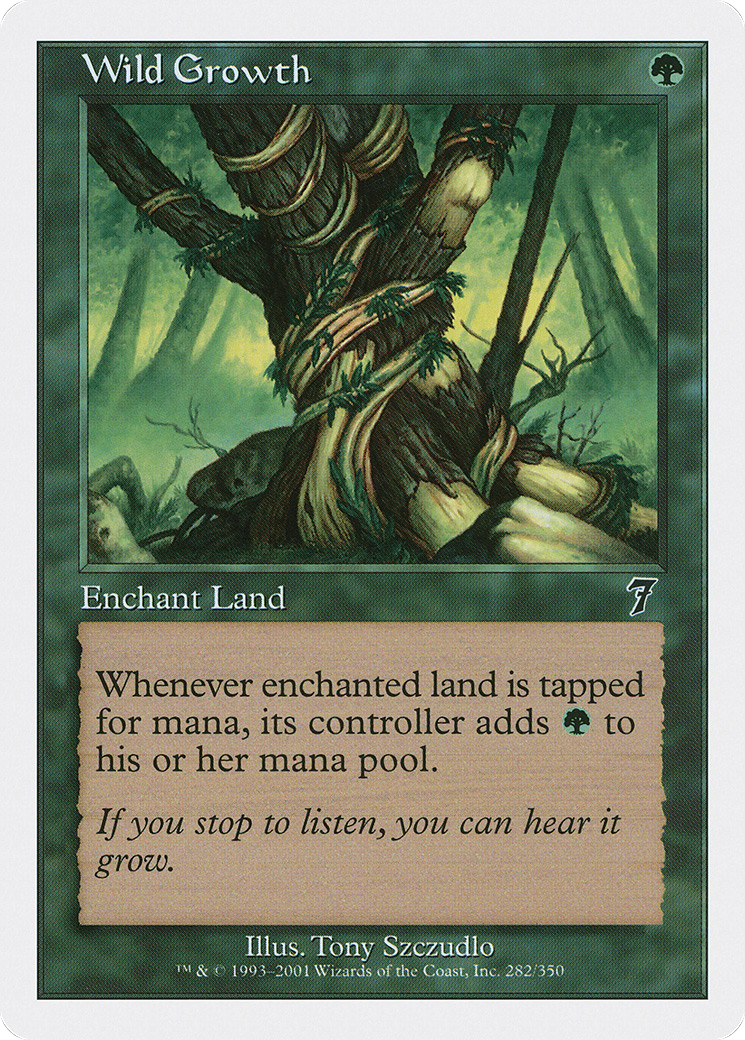 Wild Growth
Enchant Land
7
Whenever enchanted land is tapped
for mana, its controller adds to
his or her mana pool.
If you stop to listen, you can hear it
grow.
Illus. Tony Szczudlo
™ & © 1993–2001 Wizards of the Coast, Inc. 282/350